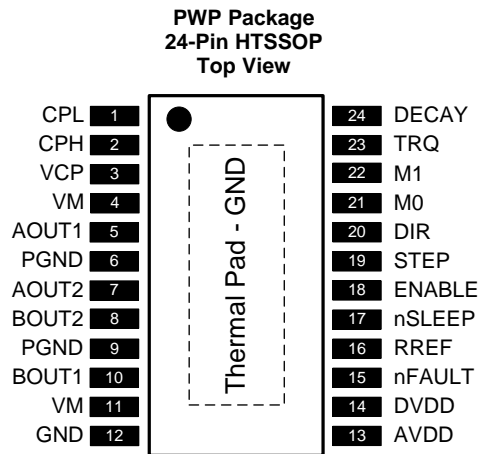 PWP Package
24-Pin HTSSOP
Top View
CPL 1
CPH 2
VCP 3
VM 4
AOUT1 5
PGND 6
AOUT2 7
BOUT2 8
PGND 9
BOUT1 10
VM 11
GND 12
Thermal Pad - GND
24 DECAY
23 TRQ
22 M1
21 M0
20 DIR
19 STEP
18 ENABLE
17 nSLEEP
16 RREF
15 nFAULT
14 DVDD
13 AVDD